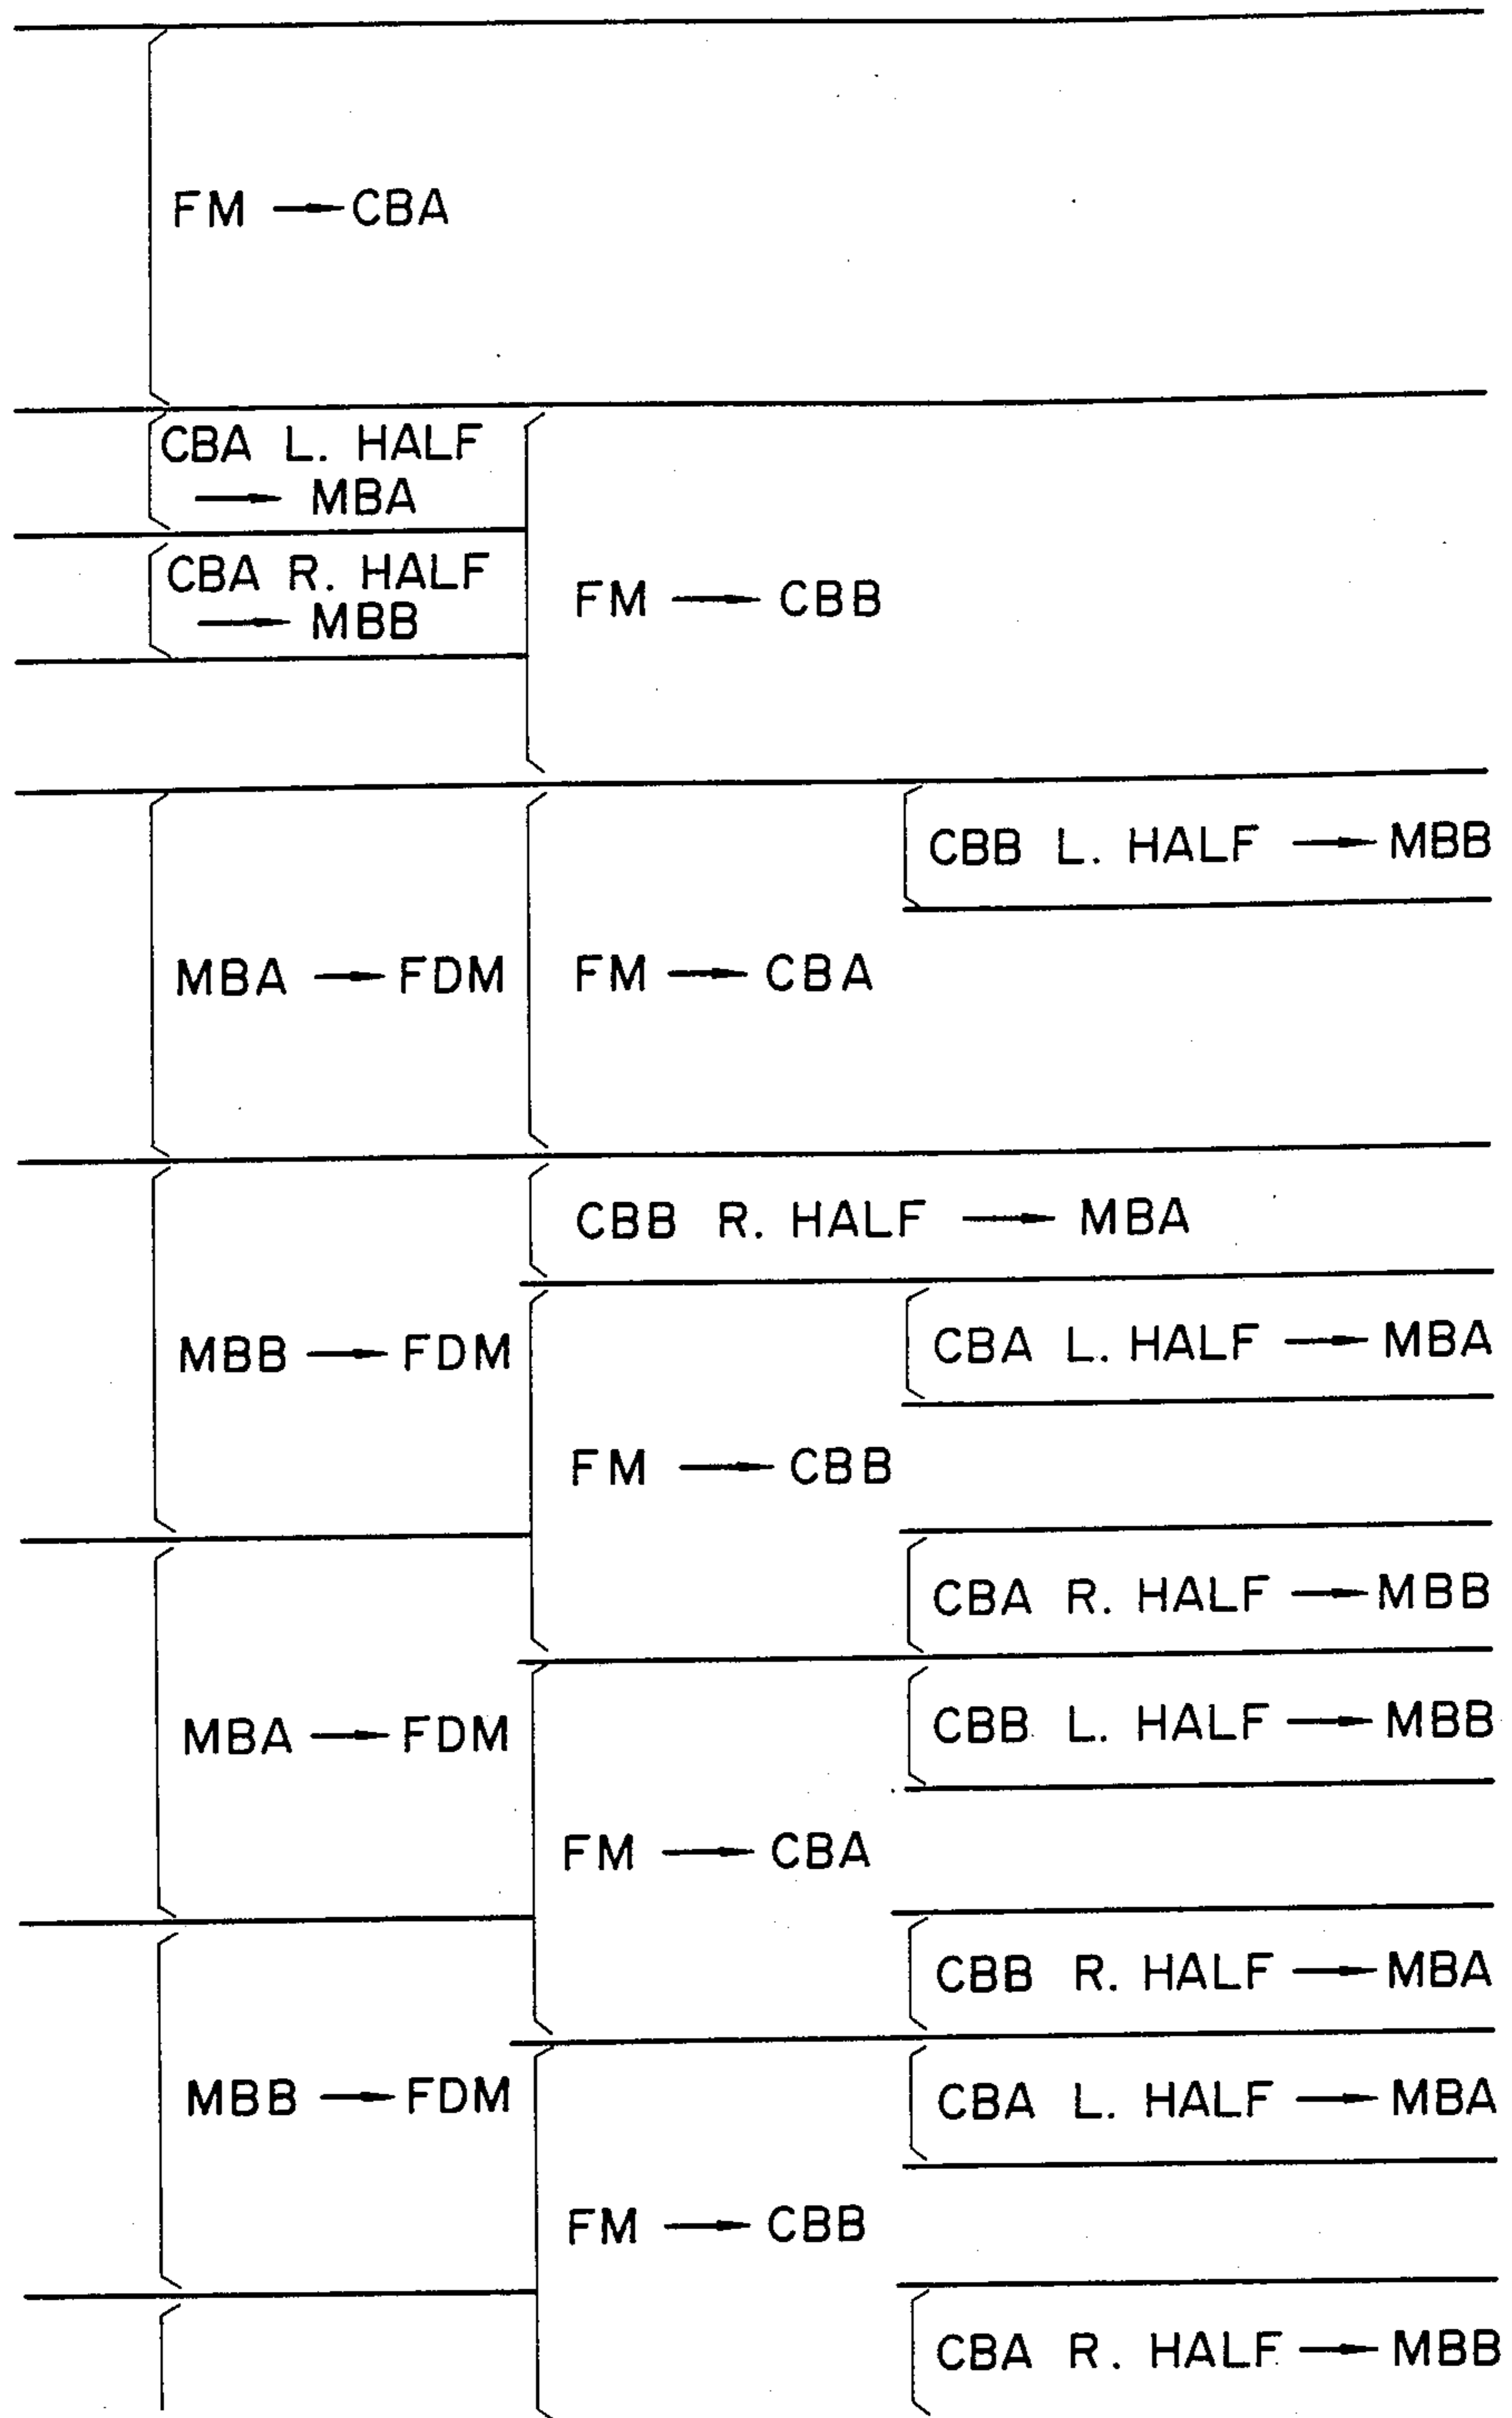 FM → CBA
CBA L. HALF
→ MBA
CBA R. HALF
→ MBB
FM → CBB
CBB L. HALF → MBB
MBA → FDM
FM → CBA
CBB R. HALF → MBA
MBB → FDM
CBA L. HALF → MBA
FM → CBB
CBA R. HALF → MBB
MBA → FDM
CBB L. HALF → MBB
FM → CBA
CBB R. HALF → MBA
MBB → FDM
CBA L. HALF → MBA
FM → CBB
CBA R. HALF → MBB